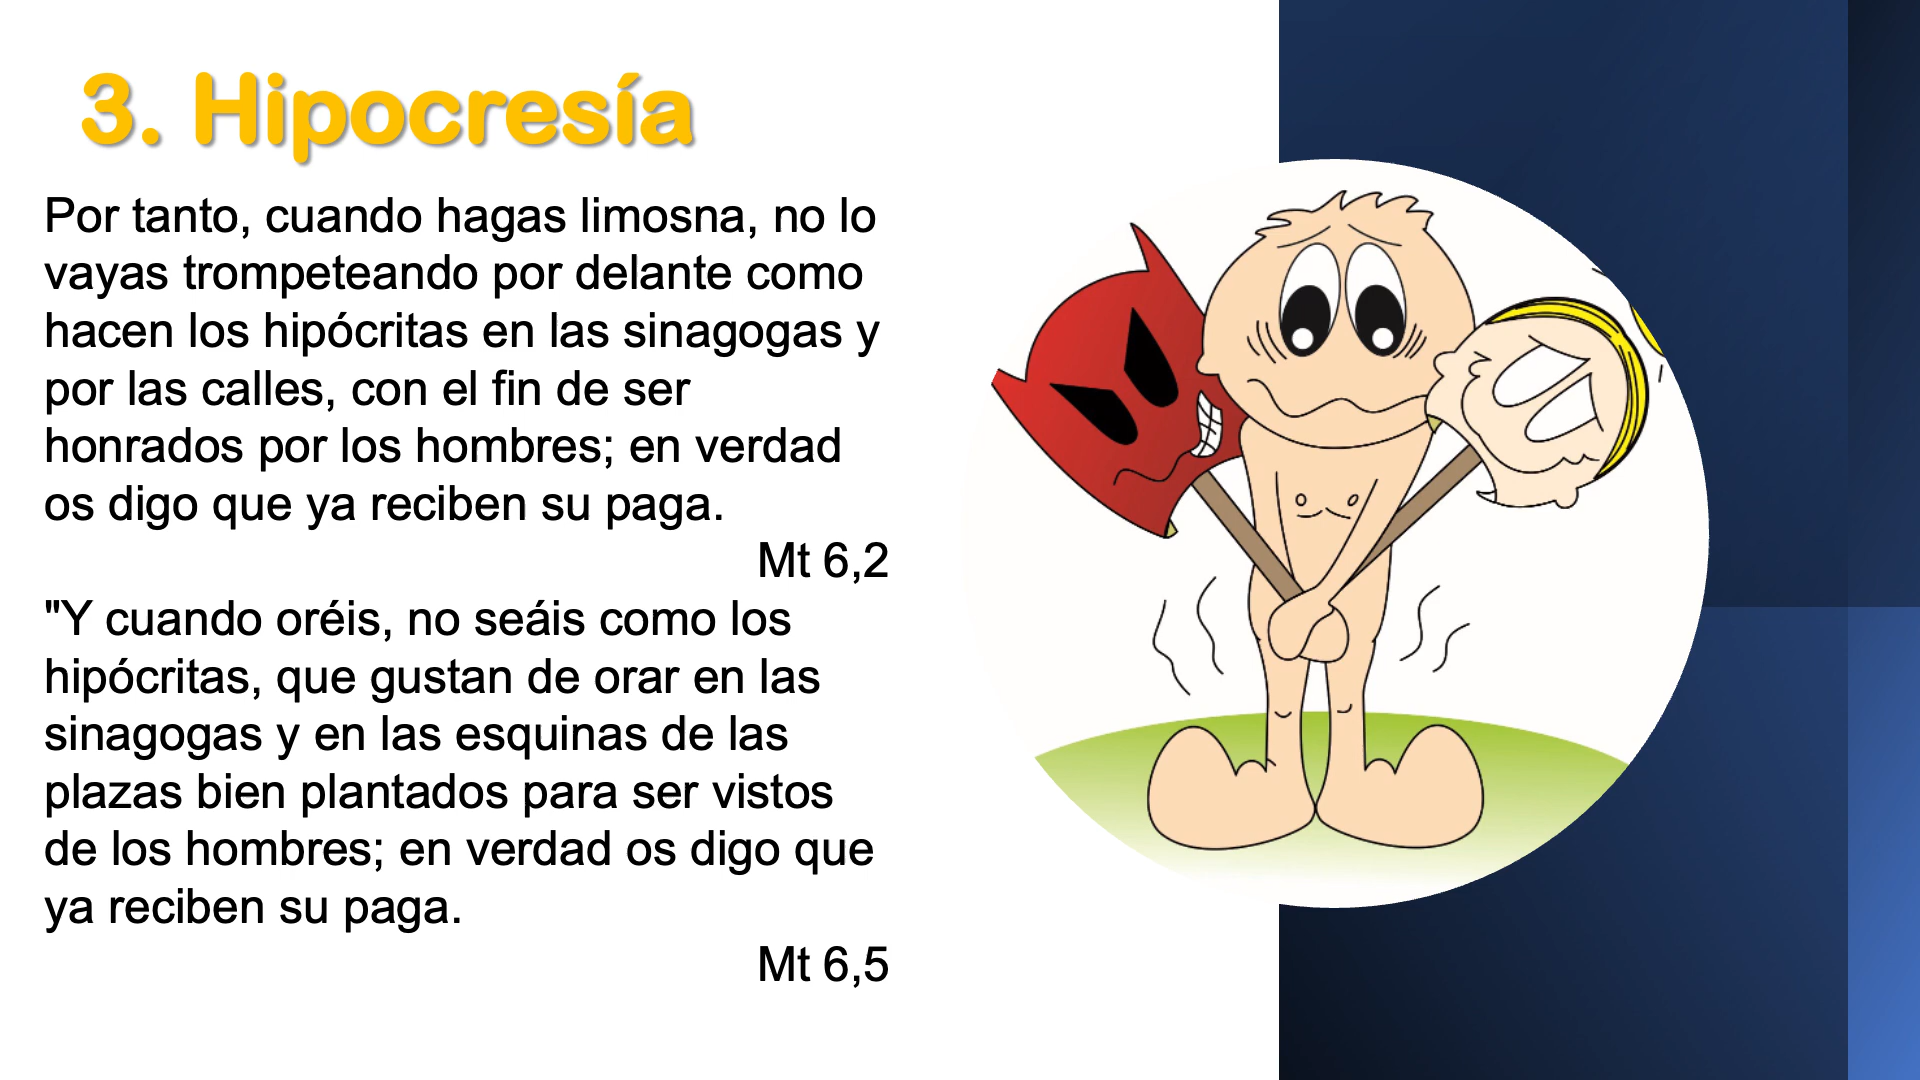 3. Hipocresía
Por tanto, cuando hagas limosna, no lo
vayas trompeteando por delante como
hacen los hipócritas en las sinagogas y
por las calles, con el fin de ser
honrados por los hombres; en verdad
os digo que ya reciben su paga.
Mt 6,2
"Y cuando oréis, no seáis como los
hipócritas, que gustan de orar en las
sinagogas y en las esquinas de las
plazas bien plantados para ser vistos
de los hombres; en verdad os digo que
ya reciben su paga.
Mt 6,5